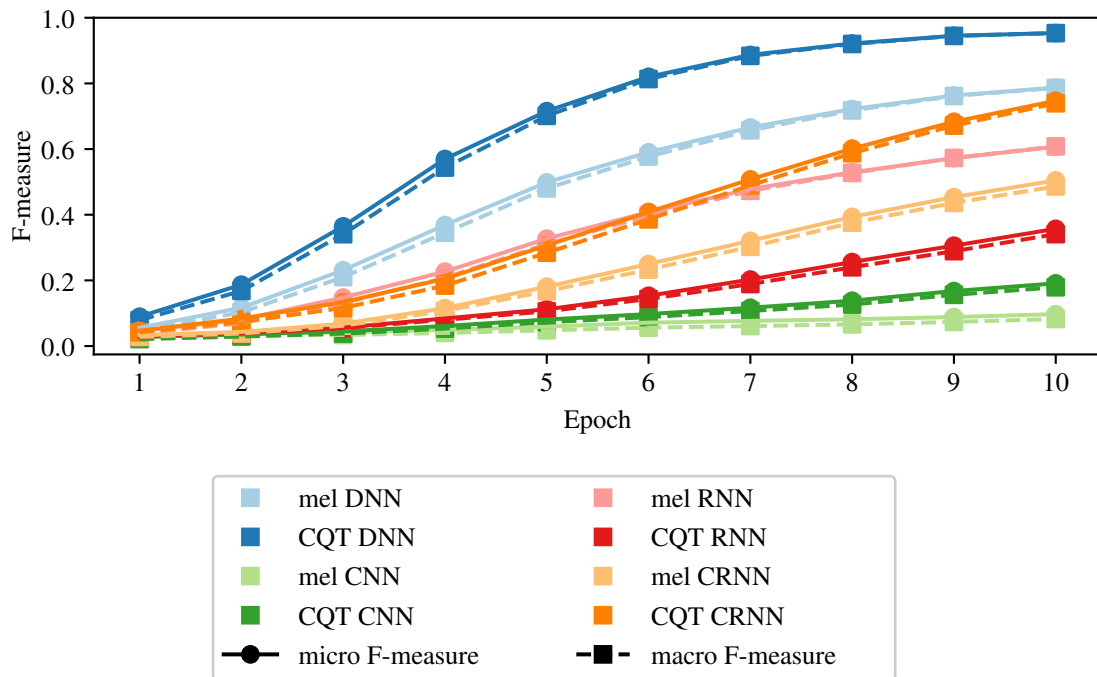 1.0
0.8
0.6
0.4
0.2
0.0
F-measure
1 2 3 4 5 6 7 8 9 10
Epoch
mel DNN
CQT DNN
mel CNN
CQT CNN
micro F-measure
mel RNN
CQT RNN
mel CRNN
CQT CRNN
macro F-measure